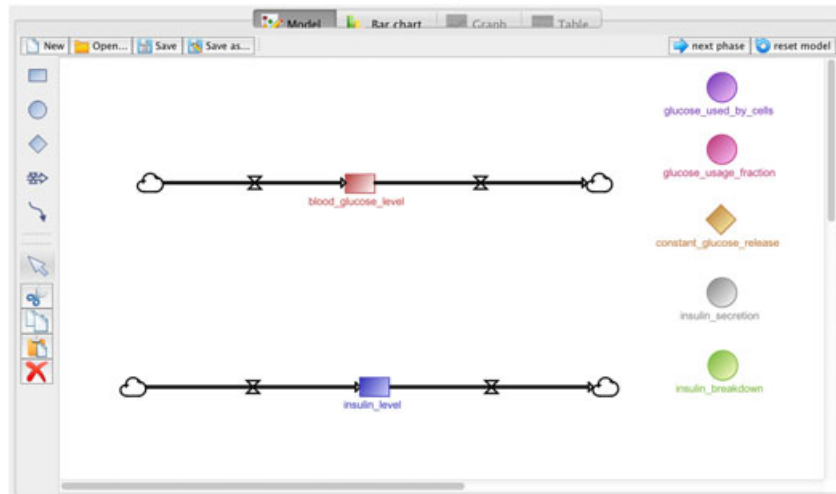 Model Bar chart Graph Table
New Open... Save Save as... next phase reset model
glucose_used_by_cells
glucose_usage_fraction
blood_glucose_level
constant_glucose_release
insulin_secretion
insulin_breakdown
insulin_level